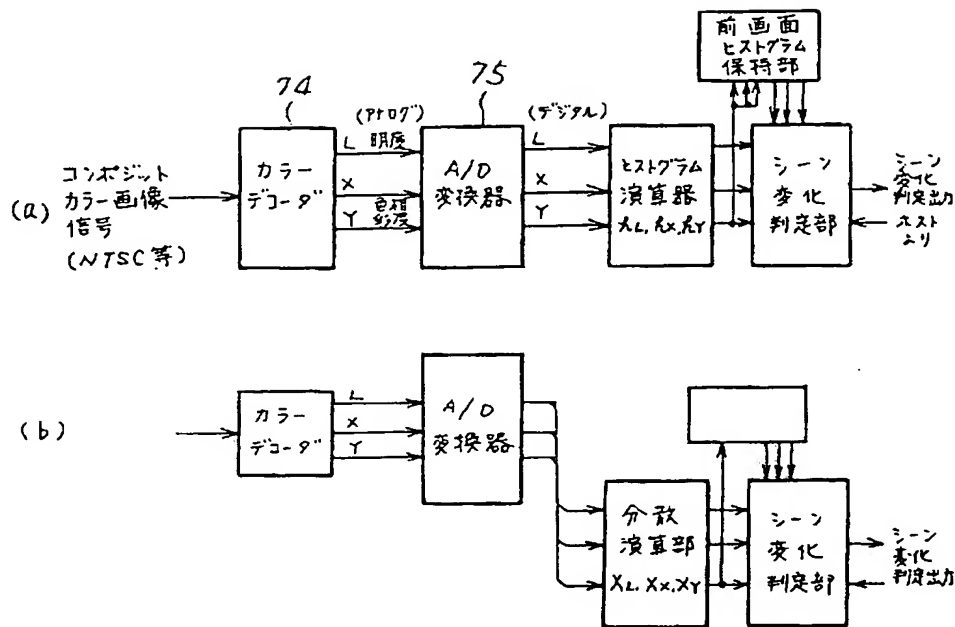 前画面
ヒストグラム
保持部
74
75
(アナログ)
(デジタル)
L
明度
L
コンポジット
カラー画像
信号
(NTSC等)
(a)
カラー
デコーダ
X
色相
彩度
Y
A/D
変換器
X
Y
ヒストグラム
演算器
hL, hX, hY
シーン
変化
判定部
シーン
変化
判定出力
ホスト
より
(b)
カラー
デコーダ
L
X
Y
A/D
変換器
分散
演算部
XL, XX, XY
シーン
変化
判定部
シーン
変化
判定出力